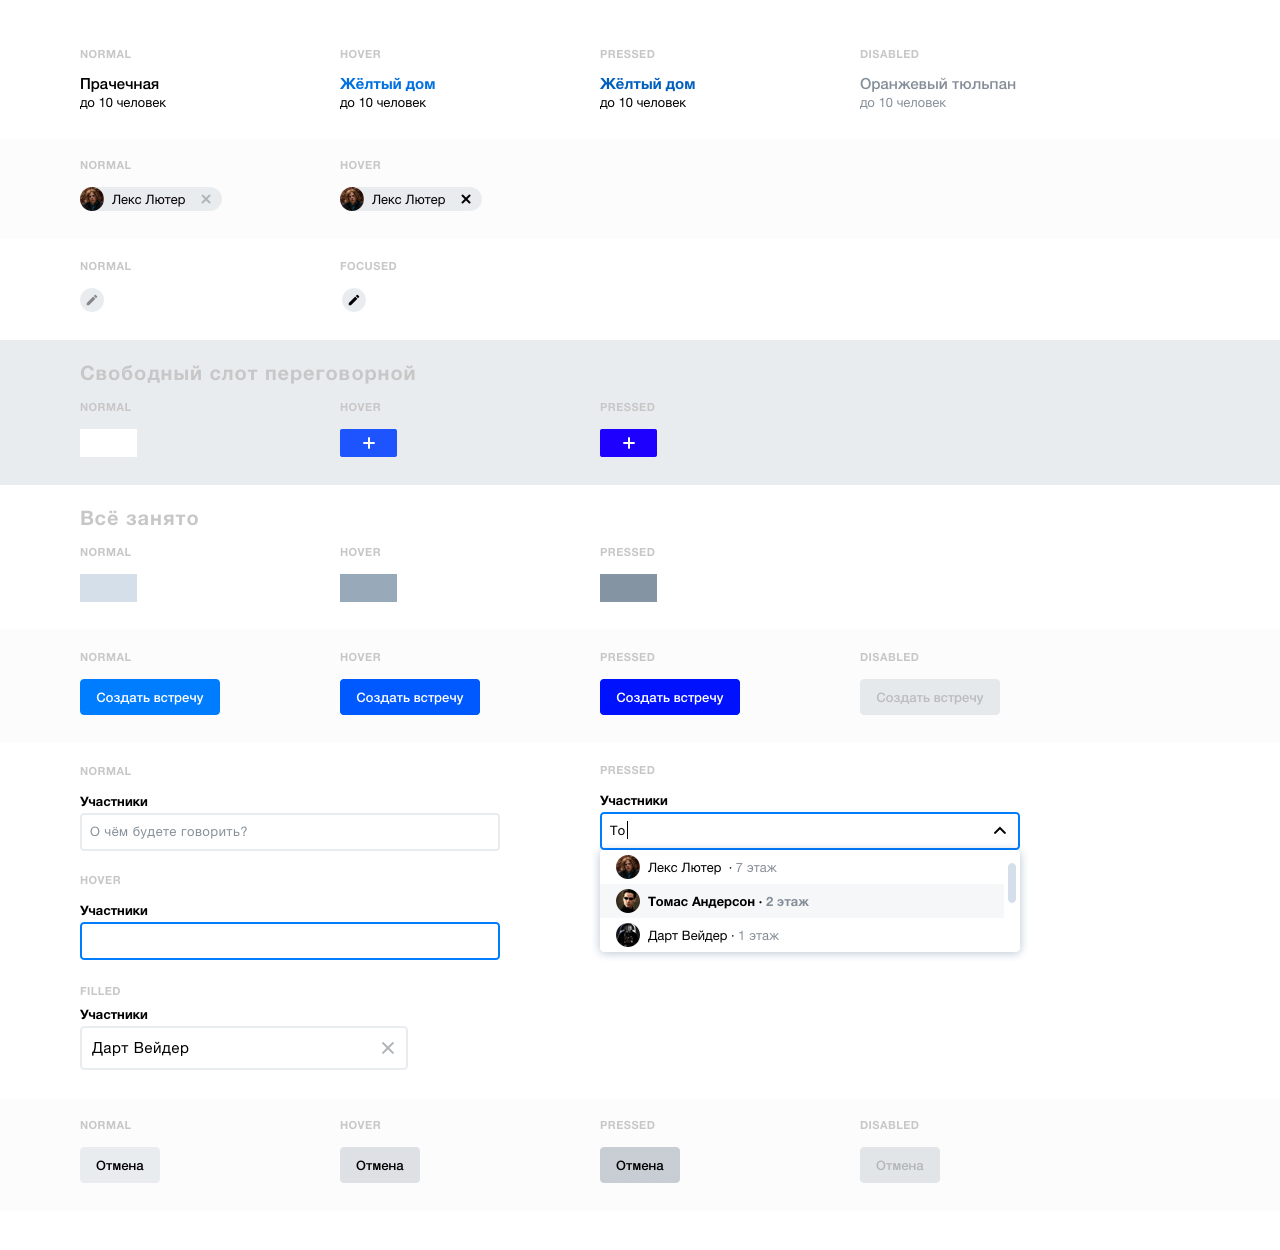 NORMAL HOVER PRESSED DISABLED
Прачечная Жёлтый дом Жёлтый дом Оранжевый тюльпан
до 10 человек до 10 человек до 10 человек до 10 человек
NORMAL HOVER
Лекс Лютер Лекс Лютер
NORMAL FOCUSED
Свободный слот переговорной
NORMAL HOVER PRESSED
Всё занято
NORMAL HOVER PRESSED
NORMAL HOVER PRESSED DISABLED
Создать встречу Создать встречу Создать встречу Создать встречу
NORMAL
Участники
О чём будете говорить?
HOVER
Участники
FILLED
Участники
Дарт Вейдер
PRESSED
Участники
То
Лекс Лютер · 7 этаж
Томас Андерсон · 2 этаж
Дарт Вейдер · 1 этаж
NORMAL HOVER PRESSED DISABLED
Отмена Отмена Отмена Отмена